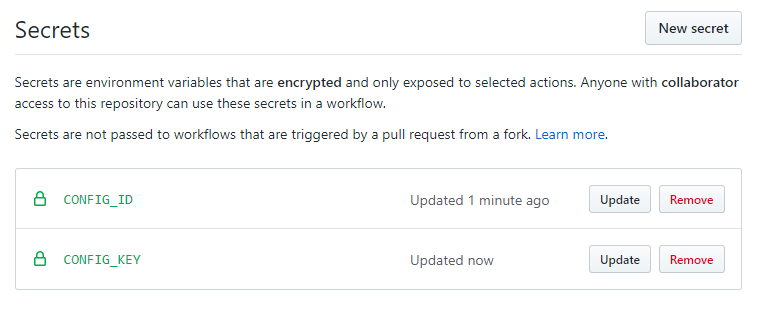 Secrets
New secret
Secrets are environment variables that are encrypted and only exposed to selected actions. Anyone with collaborator
access to this repository can use these secrets in a workflow.
Secrets are not passed to workflows that are triggered by a pull request from a fork. Learn more.
CONFIG_ID Updated 1 minute ago Update Remove
CONFIG_KEY Updated now Update Remove